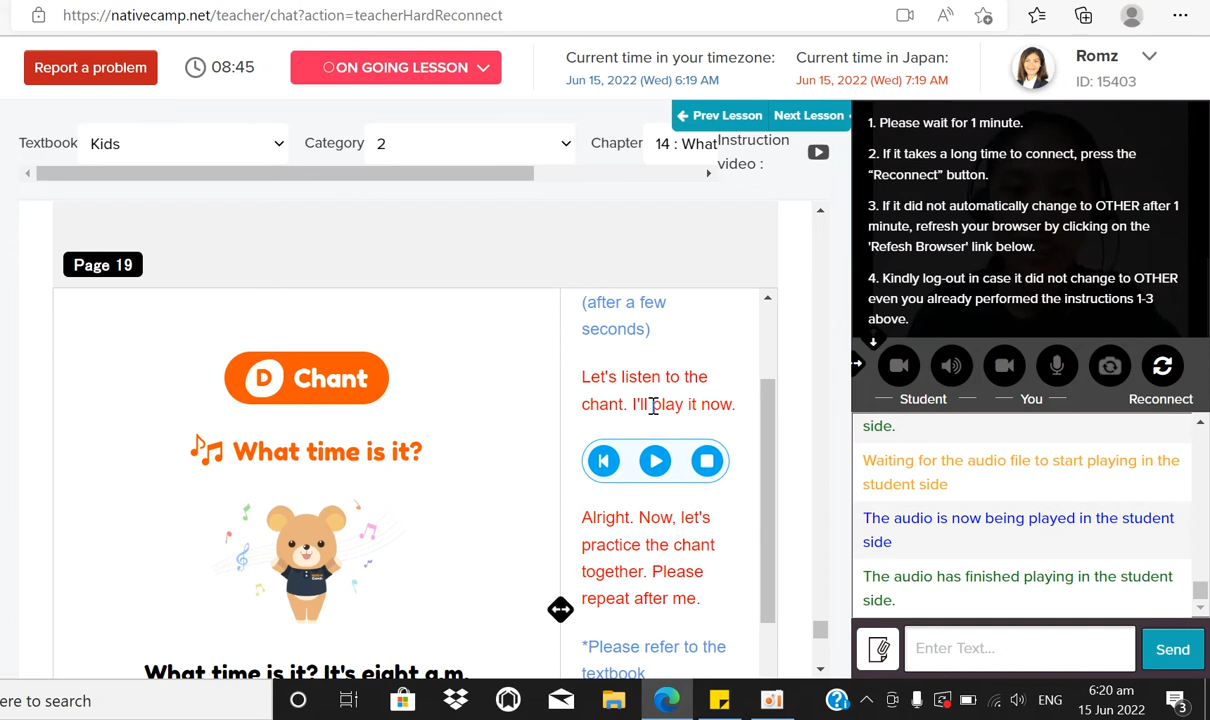 https://nativecamp.net/teacher/chat?action=teacherHardReconnect
Report a problem
08:45
ON GOING LESSON
Current time in your timezone:
Jun 15, 2022 (Wed) 6:19 AM
Current time in Japan:
Jun 15, 2022 (Wed) 7:19 AM
Romz
ID: 15403
Prev Lesson
Next Lesson
Textbook
Kids
Category
2
Chapter
14 : What
Instruction
video :
Page 19
D Chant
What time is it?
What time is it? It's eight a.m.
(after a few
seconds)
Let's listen to the
chant. I'll play it now.
Alright. Now, let's
practice the chant
together. Please
repeat after me.
*Please refer to the
textbook
1. Please wait for 1 minute.
2. If it takes a long time to connect, press the
“Reconnect” button.
3. If it did not automatically change to OTHER after 1
minute, refresh your browser by clicking on the
'Refesh Browser' link below.
4. Kindly log-out in case it did not change to OTHER
even you already performed the instructions 1-3
above.
Student
You
Reconnect
side.
Waiting for the audio file to start playing in the
student side
The audio is now being played in the student
side
The audio has finished playing in the student
side.
Enter Text...
Send
ere to search
ENG
6:20 am
15 Jun 2022
3